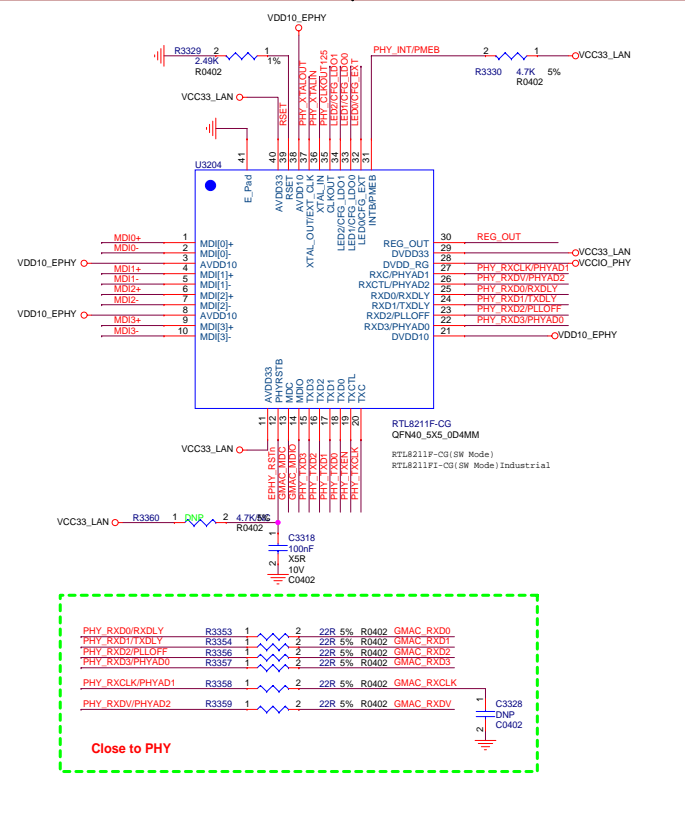 VDD10_EPHY
R3329 2 1
2.49K 1%
R0402
PHY_INT/PMEB 2 1 VCC33_LAN
R3330 4.7K 5%
R0402
VCC33_LAN
RSET
PHY_XTALOUT
PHY_XTALIN
PHY_CLKOUT125
LED2/CFG_LDO1
LED1/CFG_LDO0
LED0/CFG_EXT
41 40 39 38 37 36 35 34 33 32 31
U3204
E_Pad
AVDD33
RSET
AVDD10
XTAL_OUT/EXT_CLK
XTAL_IN
CLKOUT
LED2/CFG_LDO1
LED1/CFG_LDO0
LED0/CFG_EXT
INTB/PMEB
MDI0+ 1 MDI[0]+
MDI0- 2 MDI[0]-
VDD10_EPHY 3 AVDD10
MDI1+ 4 MDI[1]+
MDI1- 5 MDI[1]-
MDI2+ 6 MDI[2]+
MDI2- 7 MDI[2]-
VDD10_EPHY 8 AVDD10
MDI3+ 9 MDI[3]+
MDI3- 10 MDI[3]-
REG_OUT 30 REG_OUT
DVDD33 29 VCC33_LAN
DVDD_RG 28 VCCIO_PHY
RXC/PHYAD1 27 PHY_RXCLK/PHYAD1
RXCTL/PHYAD2 26 PHY_RXDV/PHYAD2
RXD0/RXDLY 25 PHY_RXD0/RXDLY
RXD1/TXDLY 24 PHY_RXD1/TXDLY
RXD2/PLLOFF 23 PHY_RXD2/PLLOFF
RXD3/PHYAD0 22 PHY_RXD3/PHYAD0
DVDD10 21 VDD10_EPHY
AVDD33
PHYRSTB
MDC
MDIO
TXD3
TXD2
TXD1
TXD0
TXCTL
TXC
11 12 13 14 15 16 17 18 19 20
RTL8211F-CG
QFN40_5X5_0D4MM
RTL8211F-CG(SW Mode)
RTL8211FI-CG(SW Mode)Industrial
VCC33_LAN
EPHY_RSTn
GMAC_MDC
GMAC_MDIO
PHY_TXD3
PHY_TXD2
PHY_TXD1
PHY_TXD0
PHY_TXEN
PHY_TXCLK
VCC33_LAN R3360 1 DNP 2
R0402
1 C3318
100nF
X5R
2 10V
C0402
PHY_RXD0/RXDLY R3353 1 2 22R 5% R0402 GMAC_RXD0
PHY_RXD1/TXDLY R3354 1 2 22R 5% R0402 GMAC_RXD1
PHY_RXD2/PLLOFF R3356 1 2 22R 5% R0402 GMAC_RXD2
PHY_RXD3/PHYAD0 R3357 1 2 22R 5% R0402 GMAC_RXD3
PHY_RXCLK/PHYAD1 R3358 1 2 22R 5% R0402 GMAC_RXCLK
PHY_RXDV/PHYAD2 R3359 1 2 22R 5% R0402 GMAC_RXDV
1 C3328
DNP
2 C0402
Close to PHY